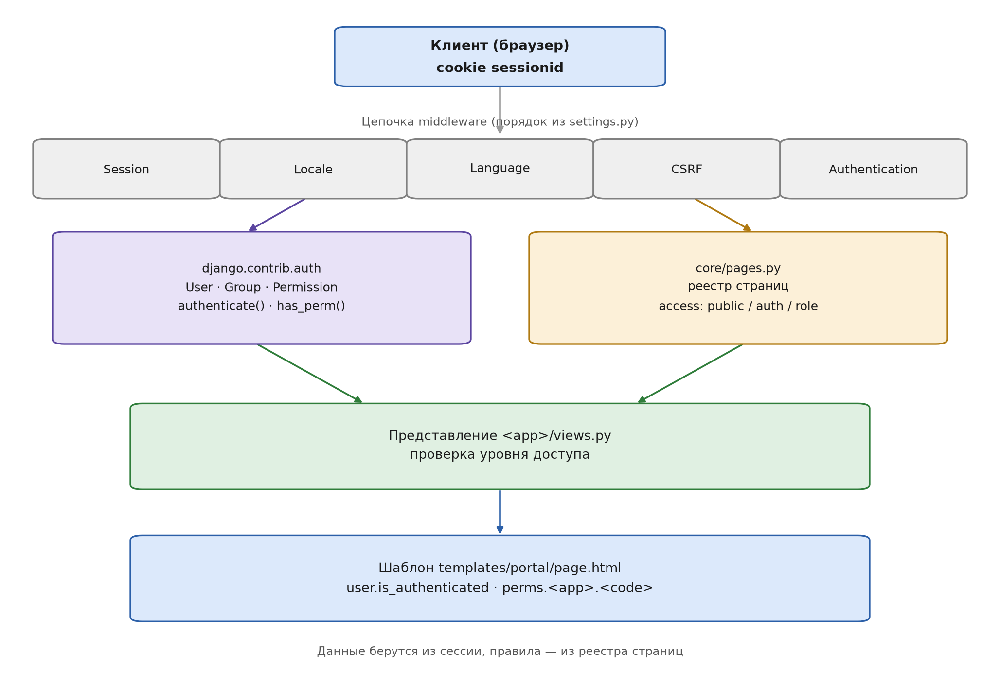 Клиент (браузер)
cookie sessionid
Цепочка middleware (порядок из settings.py)
Session
Locale
Language
CSRF
Authentication
django.contrib.auth
User · Group · Permission
authenticate() · has_perm()
core/pages.py
реестр страниц
access: public / auth / role
Представление <app>/views.py
проверка уровня доступа
Шаблон templates/portal/page.html
user.is_authenticated · perms.<app>.<code>
Данные берутся из сессии, правила — из реестра страниц